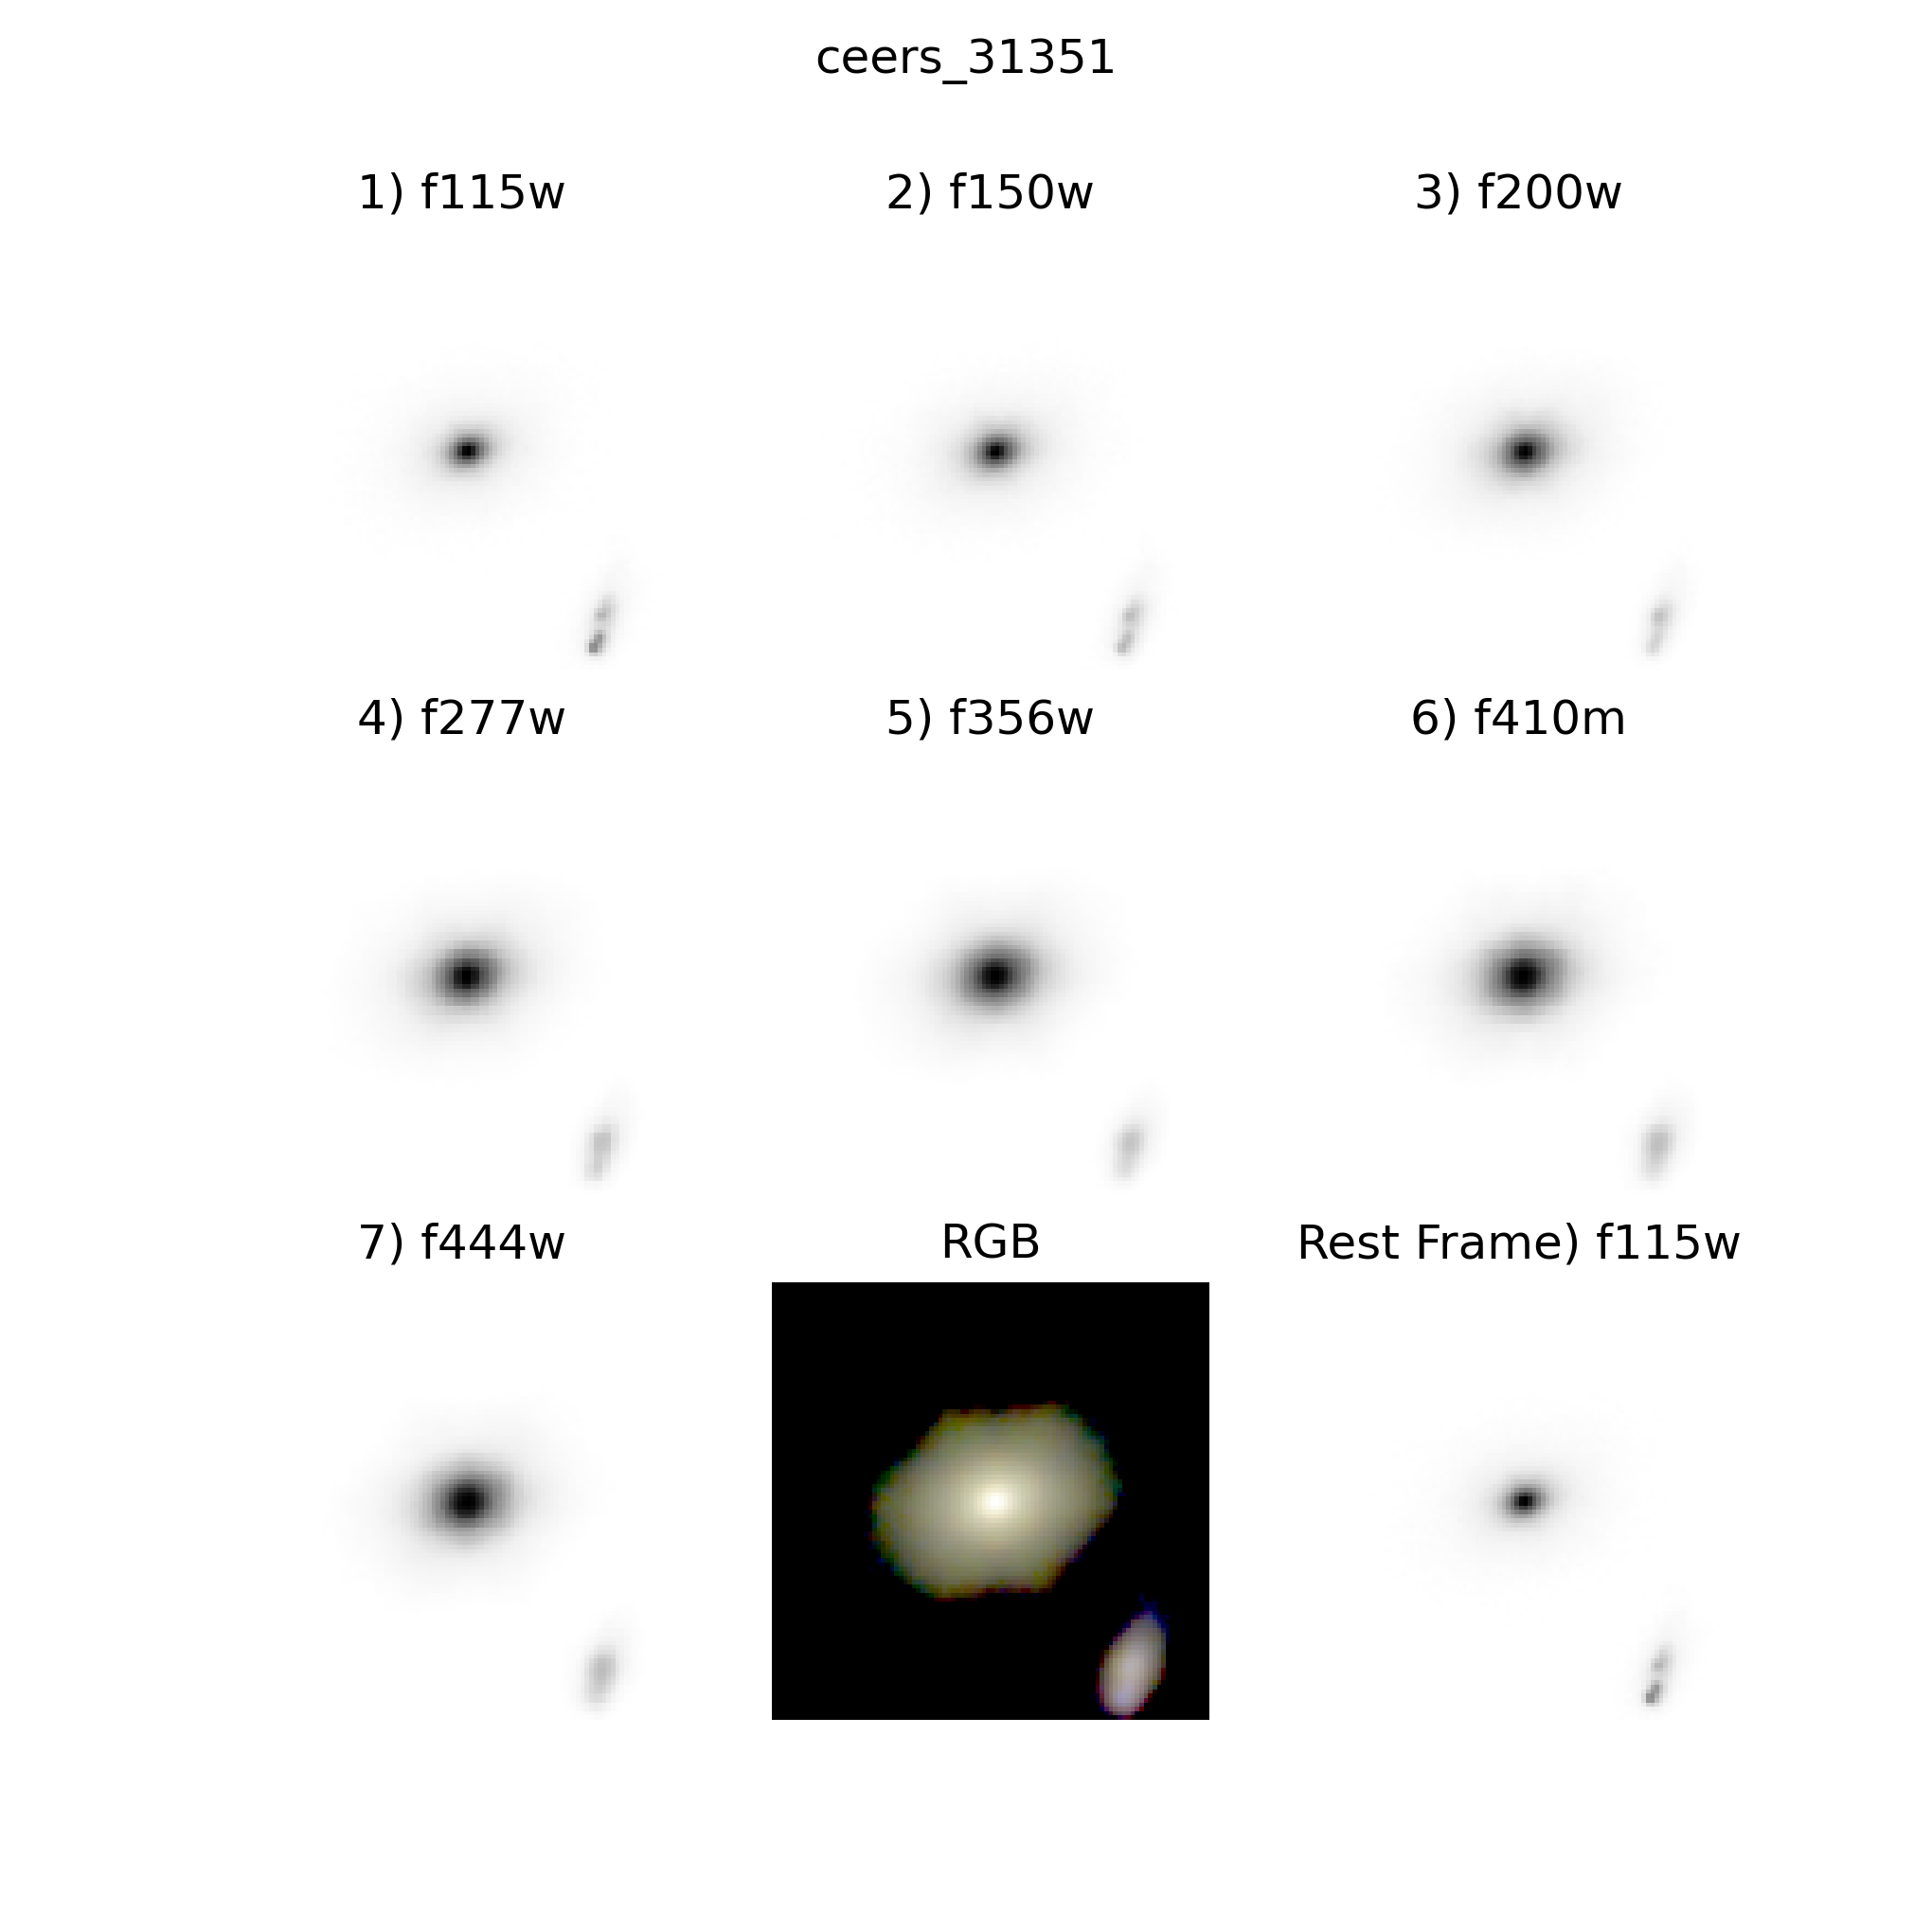 ceers_31351
1) f115w
2) f150w
3) f200w
4) f277w
5) f356w
6) f410m
7) f444w
RGB
Rest Frame) f115w